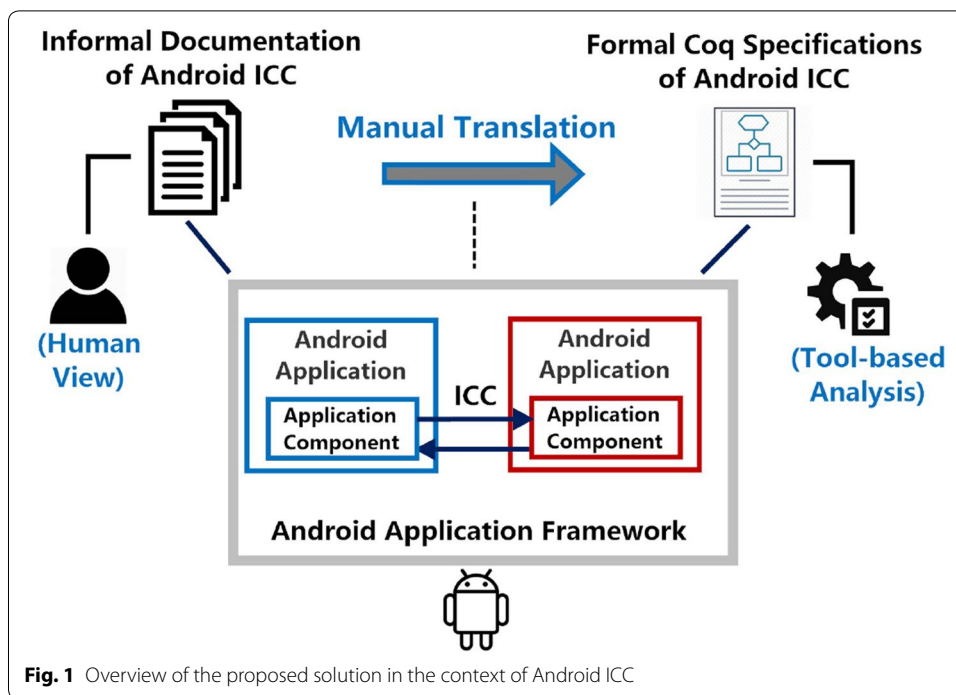 Informal Documentation
of Android ICC
Formal Coq Specifications
of Android ICC
Manual Translation
(Human
View)
(Tool-based
Analysis)
Android
Application
Application
Component
ICC
Android
Application
Application
Component
Android Application Framework
Fig. 1 Overview of the proposed solution in the context of Android ICC